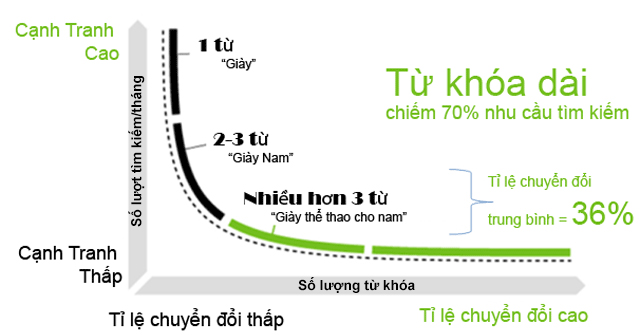 Cạnh Tranh
Cao
1 từ
“Giày”
Từ khóa dài
chiếm 70% nhu cầu tìm kiếm
Số lượt tìm kiếm/tháng
2-3 từ
“Giày Nam”
Nhiều hơn 3 từ
“Giày thể thao cho nam”
Tỉ lệ chuyển đổi
trung bình = 36%
Cạnh Tranh
Thấp
Số lượng từ khóa
Tỉ lệ chuyển đổi thấp
Tỉ lệ chuyển đổi cao